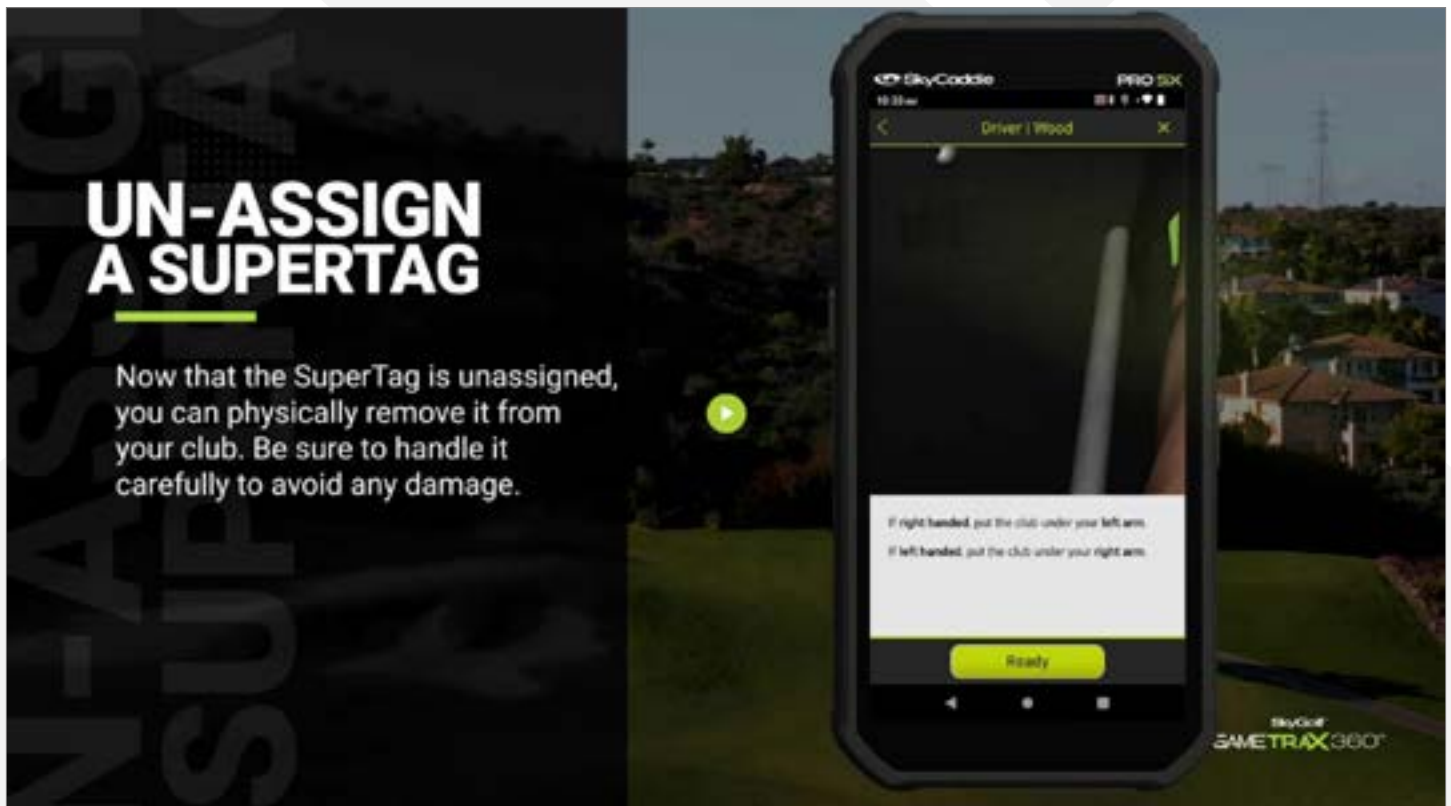 UN-ASSIGN
A SUPERTAG
Now that the SuperTag is unassigned,
you can physically remove it from
your club. Be sure to handle it
carefully to avoid any damage.
SkyCaddie PRO 5X
Driver | Wood
If right handed, put the club under your left arm.
If left handed, put the club under your right arm.
Ready
SkyGolf
GAMETRAX360°